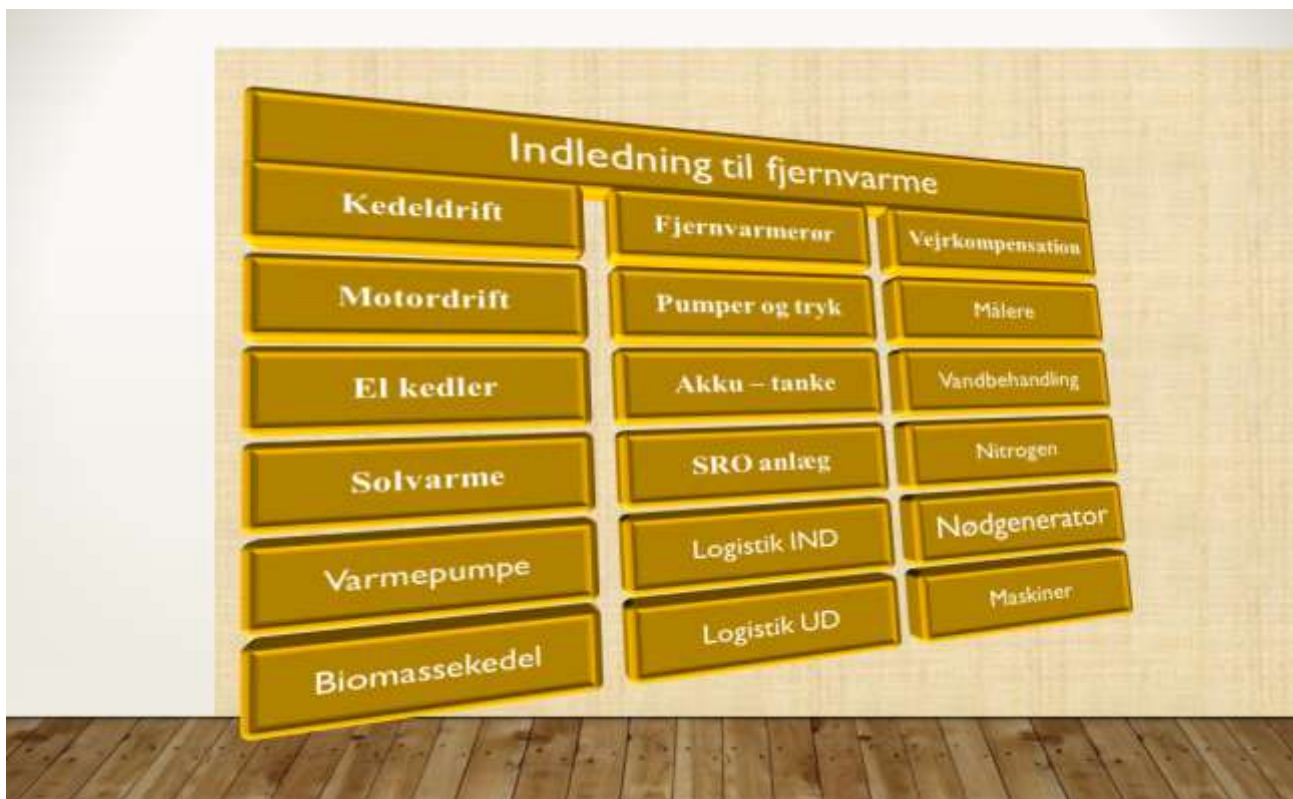 Indledning til fjernvarme
Kedeldrift
Motordrift
El kedler
Solvarme
Varmepumpe
Biomassekedel
Fjernvarmerør
Pumper og tryk
Akku – tanke
SRO anlæg
Logistik IND
Logistik UD
Vejrkompensation
Målere
Vandbehandling
Nitrogen
Nødgenerator
Maskiner